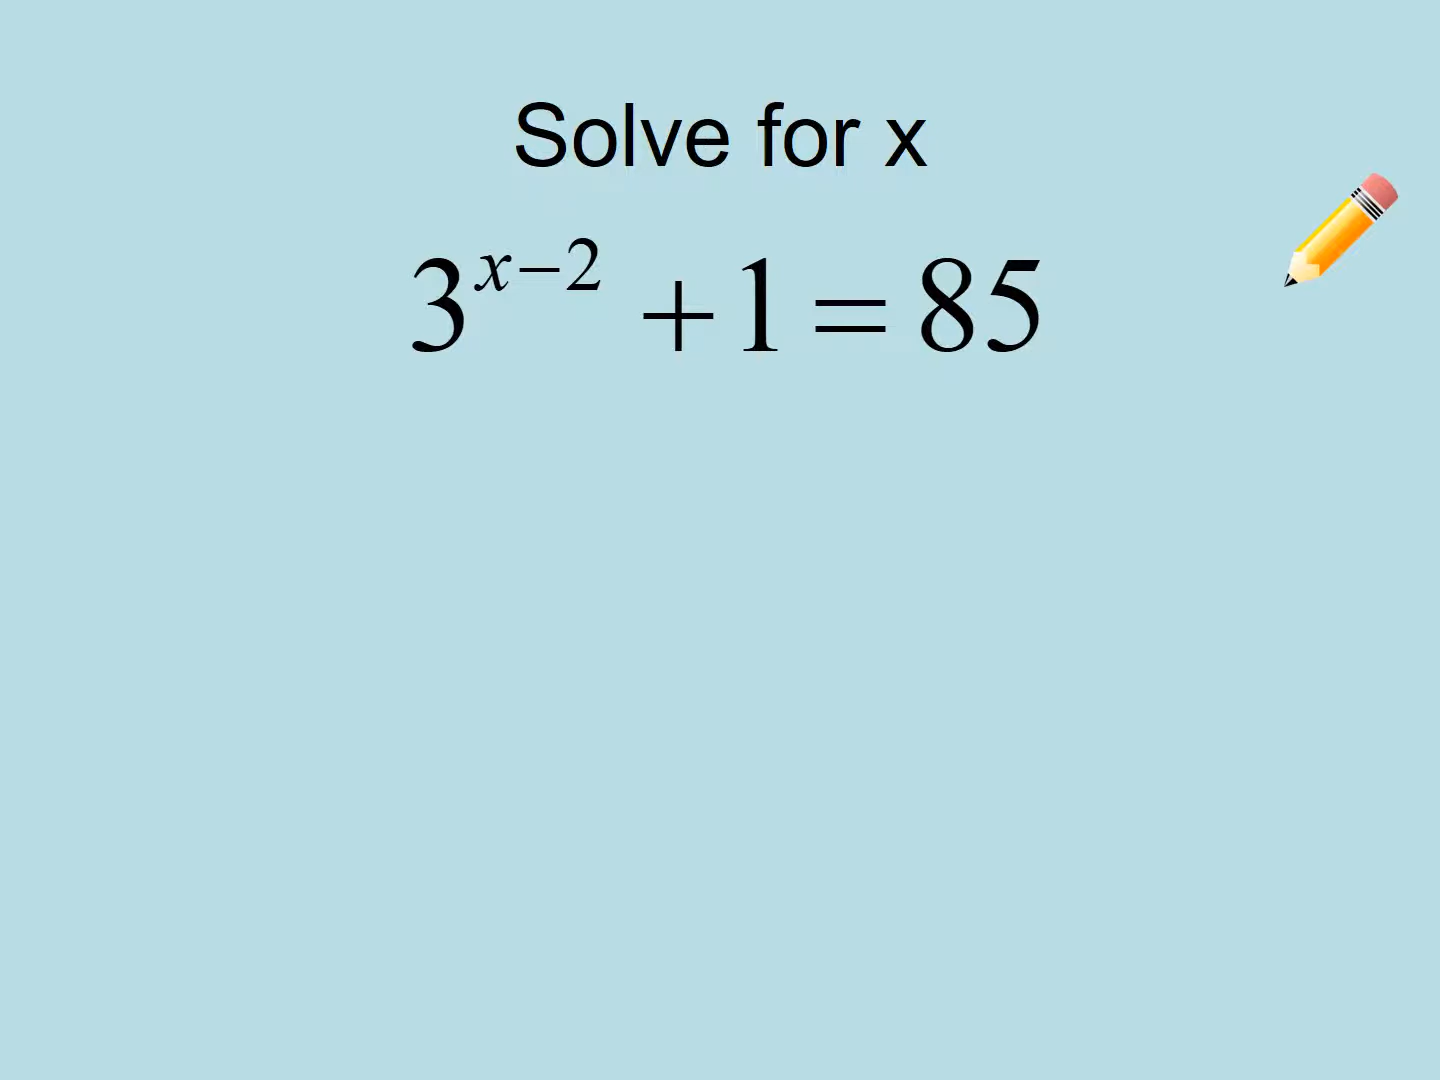 Solve for x
3^{x-2} + 1 = 85